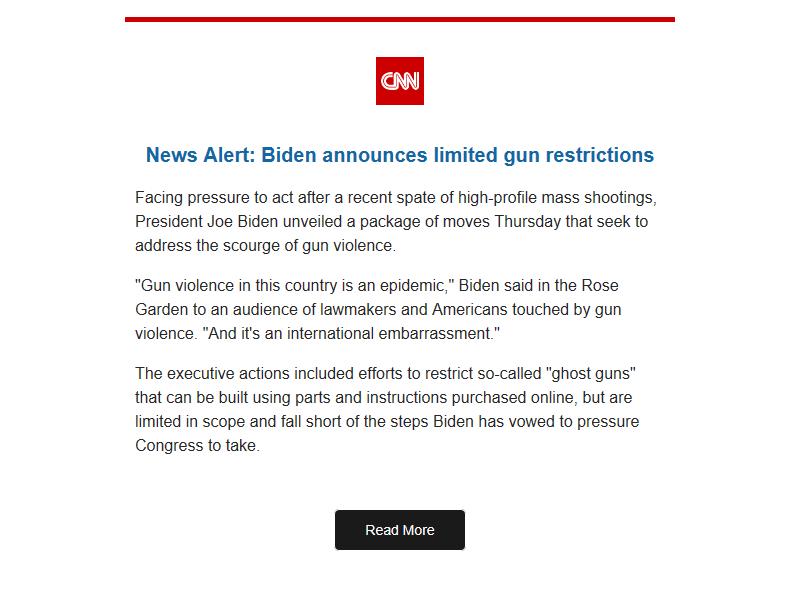 CNN
News Alert: Biden announces limited gun restrictions
Facing pressure to act after a recent spate of high-profile mass shootings,
President Joe Biden unveiled a package of moves Thursday that seek to
address the scourge of gun violence.
"Gun violence in this country is an epidemic," Biden said in the Rose
Garden to an audience of lawmakers and Americans touched by gun
violence. "And it's an international embarrassment."
The executive actions included efforts to restrict so-called "ghost guns"
that can be built using parts and instructions purchased online, but are
limited in scope and fall short of the steps Biden has vowed to pressure
Congress to take.
Read More